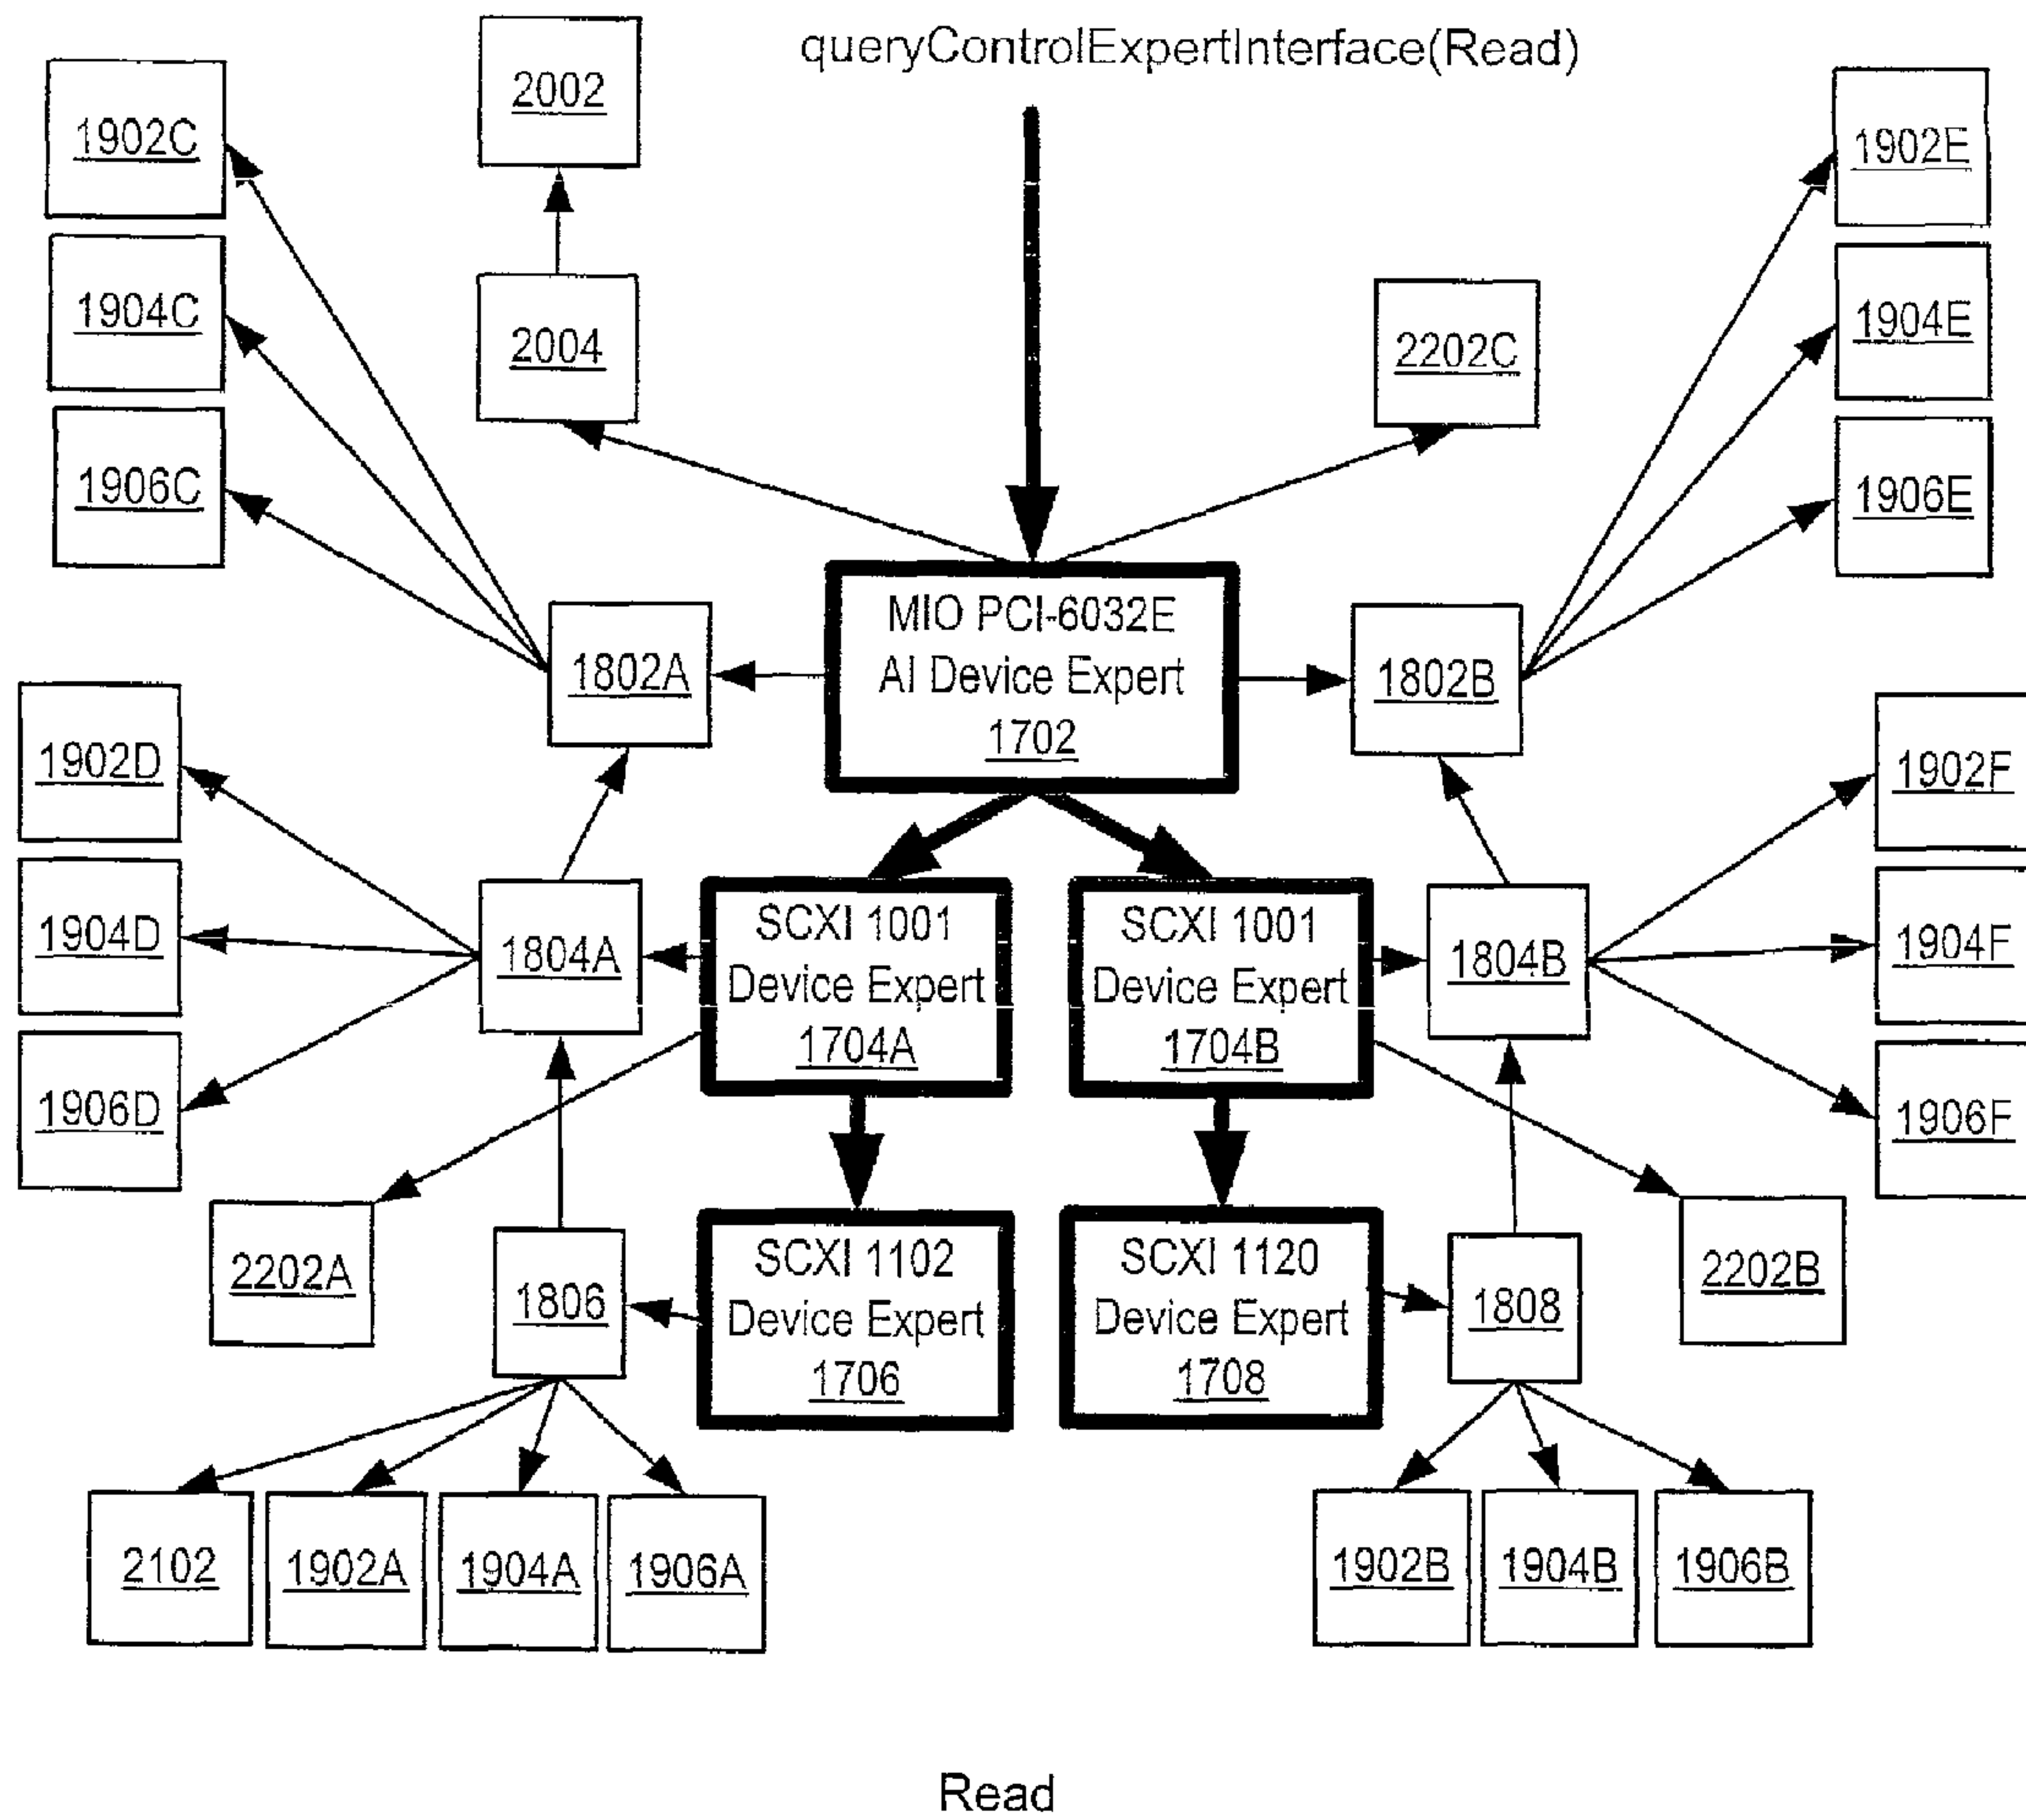 queryControlExpertInterface(Read)
2002
1902C
1902E
1904C
2004
2202C
1904E
1906C
1906E
MIO PCI-6032E
AI Device Expert
1702
1802A
1802B
1902D
1902F
1904D
1804A
SCXI 1001
Device Expert
1704A
SCXI 1001
Device Expert
1704B
1804B
1904F
1906D
1906F
2202A
1806
SCXI 1102
Device Expert
1706
SCXI 1120
Device Expert
1708
1808
2202B
2102
1902A
1904A
1906A
1902B
1904B
1906B
Read